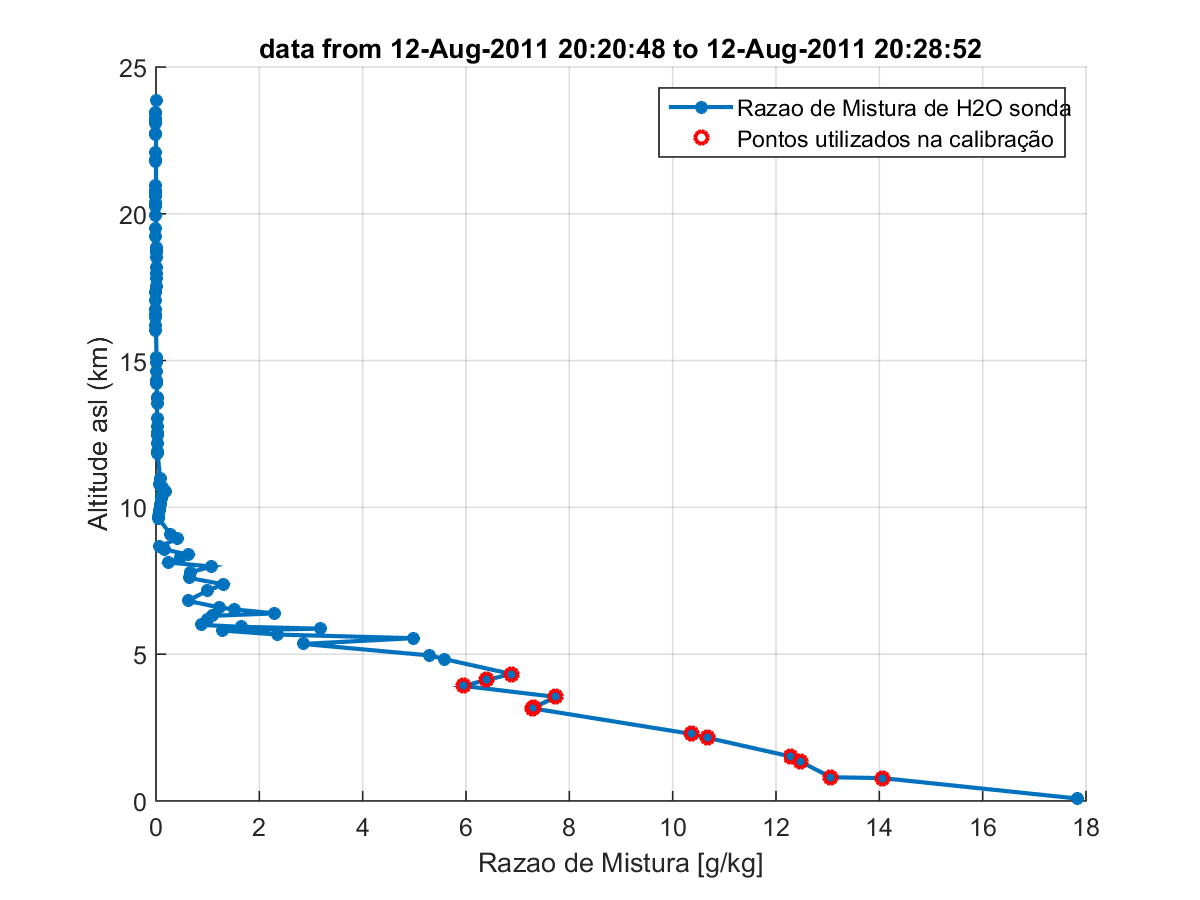 data from 12-Aug-2011 20:20:48 to 12-Aug-2011 20:28:52
Razao de Mistura de H2O sonda
Pontos utilizados na calibração
Altitude asl (km)
25
20
15
10
5
0
0 2 4 6 8 10 12 14 16 18
Razao de Mistura [g/kg]